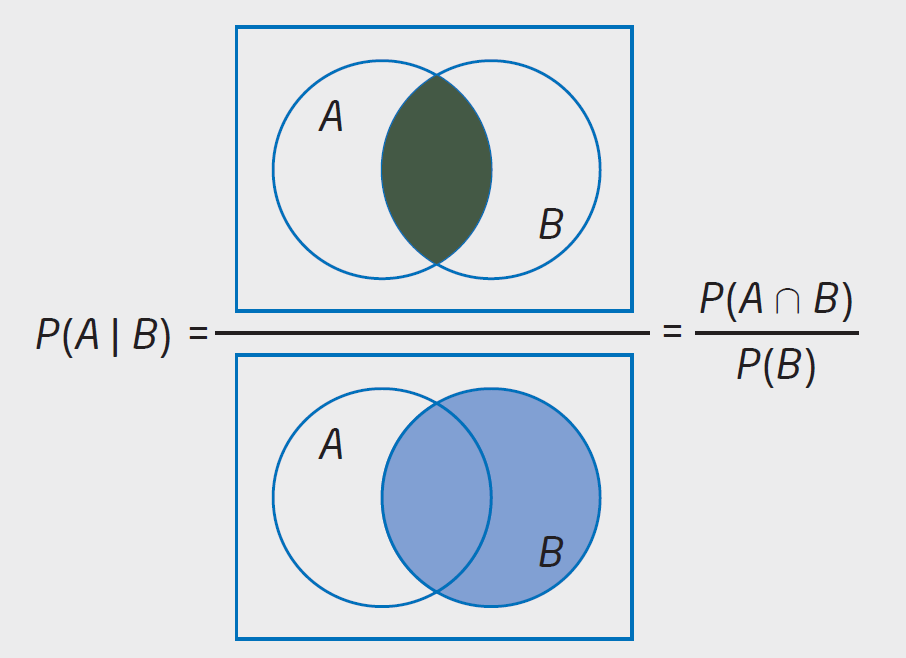 A
B
P(A | B) =
= P(A ∩ B)
P(B)
A
B